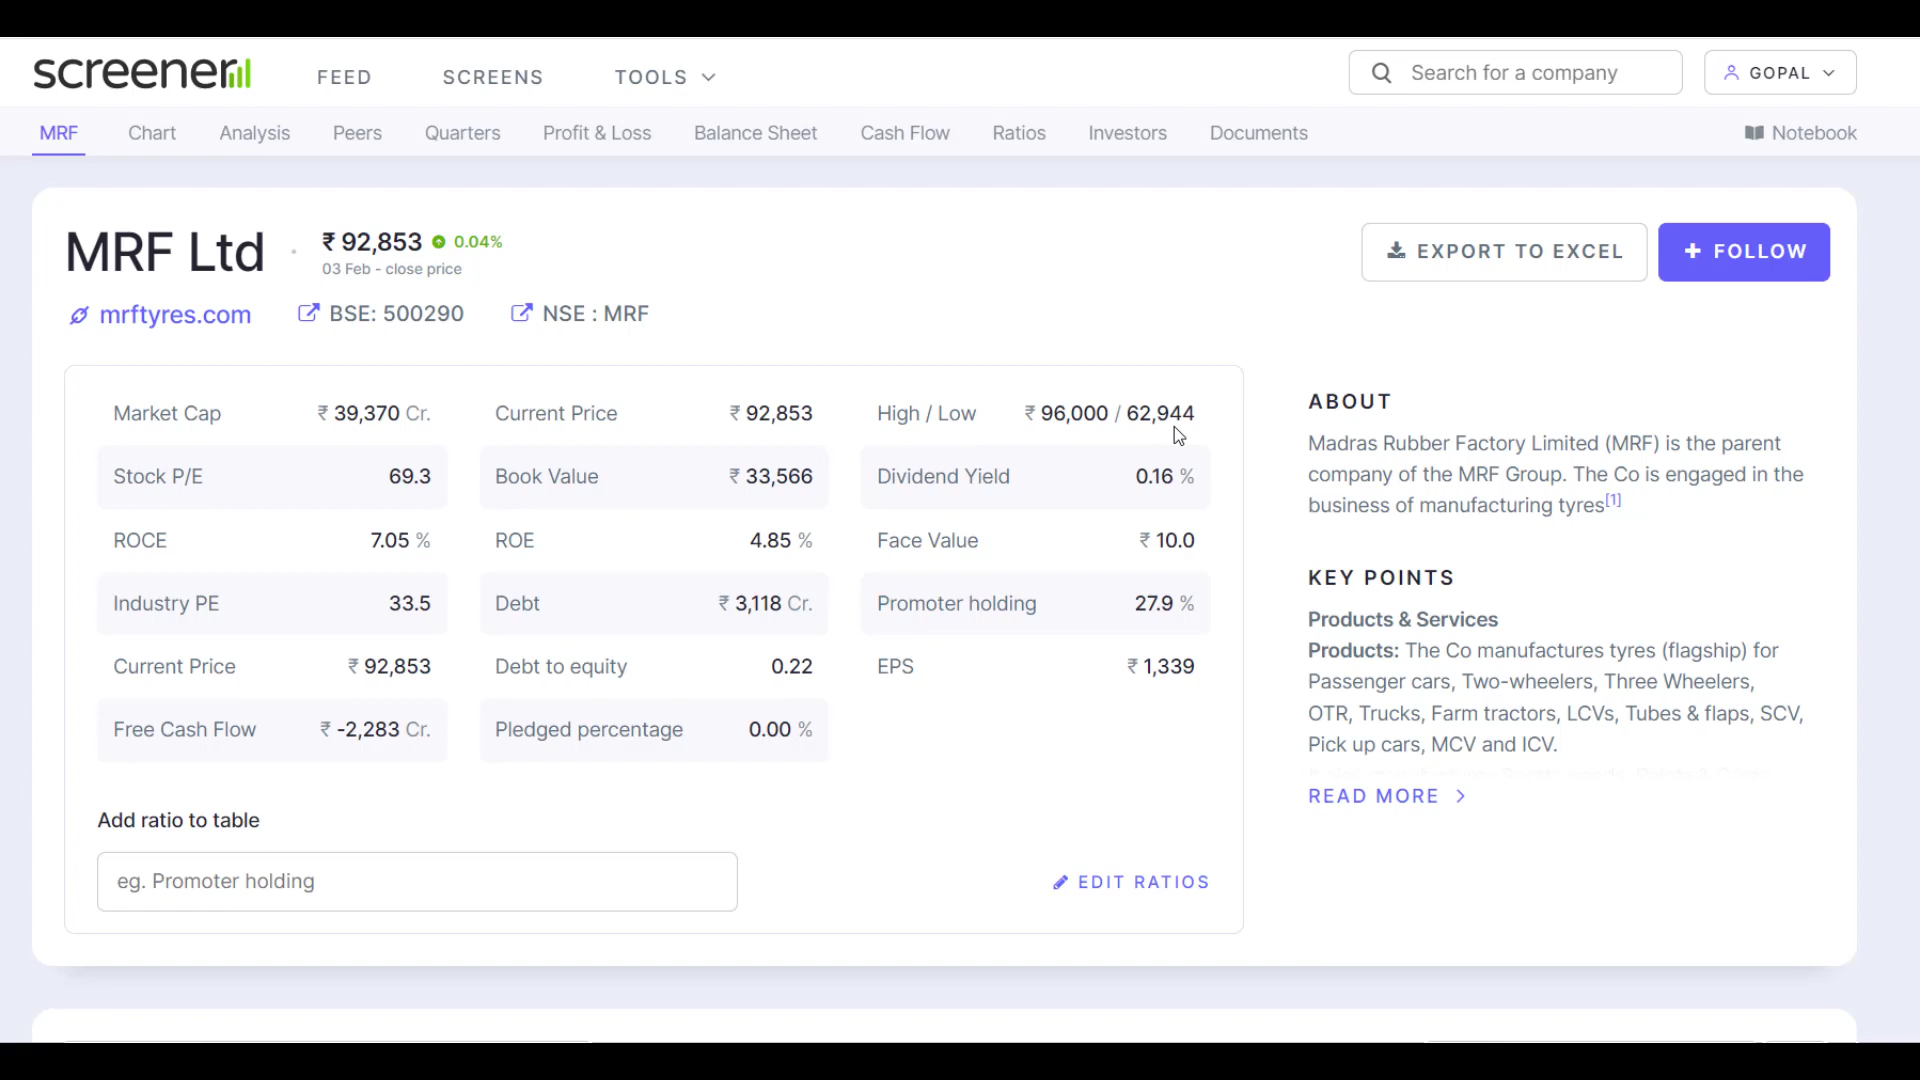 screener
FEED
SCREENS
TOOLS
Search for a company
GOPAL
MRF
Chart
Analysis
Peers
Quarters
Profit & Loss
Balance Sheet
Cash Flow
Ratios
Investors
Documents
Notebook
MRF Ltd
₹ 92,853 0.04%
03 Feb - close price
EXPORT TO EXCEL
+ FOLLOW
mrftyres.com
BSE: 500290
NSE : MRF
Market Cap ₹ 39,370 Cr.
Current Price ₹ 92,853
High / Low ₹ 96,000 / 62,944
Stock P/E 69.3
Book Value ₹ 33,566
Dividend Yield 0.16 %
ROCE 7.05 %
ROE 4.85 %
Face Value ₹ 10.0
Industry PE 33.5
Debt ₹ 3,118 Cr.
Promoter holding 27.9 %
Current Price ₹ 92,853
Debt to equity 0.22
EPS ₹ 1,339
Free Cash Flow ₹ -2,283 Cr.
Pledged percentage 0.00 %
Add ratio to table
eg. Promoter holding
EDIT RATIOS
ABOUT
Madras Rubber Factory Limited (MRF) is the parent
company of the MRF Group. The Co is engaged in the
business of manufacturing tyres[1]
KEY POINTS
Products & Services
Products: The Co manufactures tyres (flagship) for
Passenger cars, Two-wheelers, Three Wheelers,
OTR, Trucks, Farm tractors, LCVs, Tubes & flaps, SCV,
Pick up cars, MCV and ICV.
READ MORE